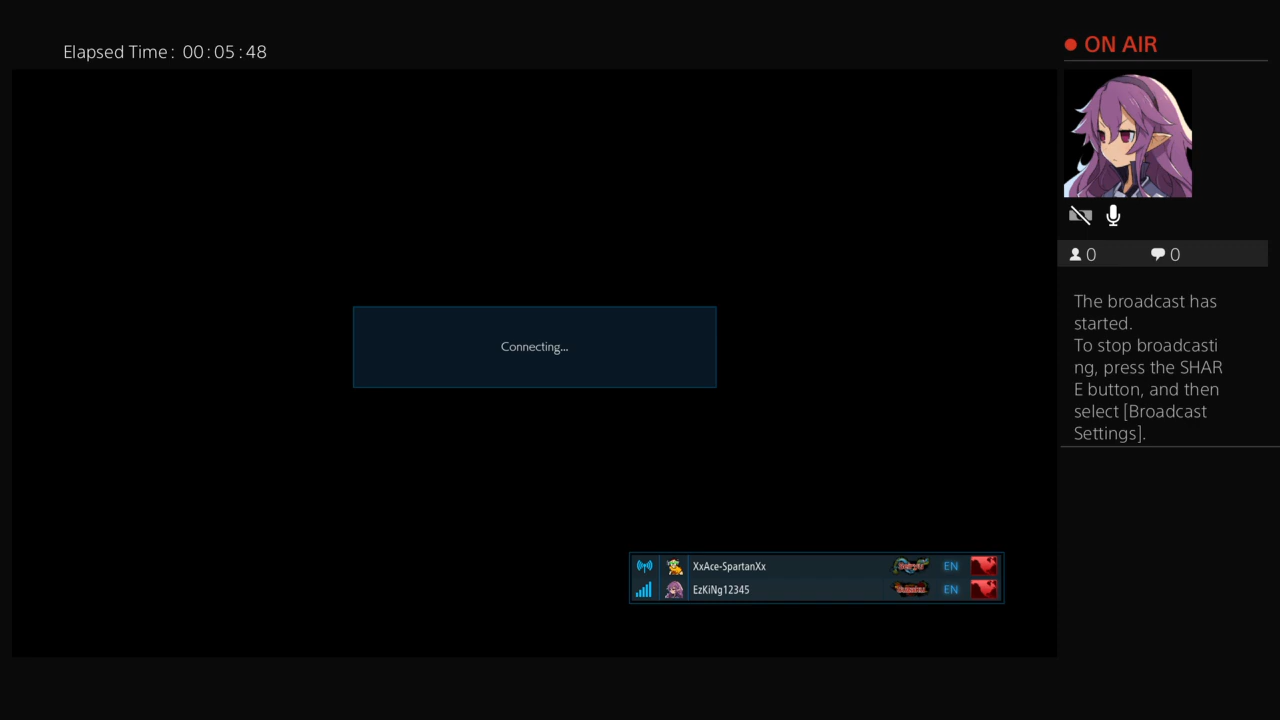 Elapsed Time: 00:05:48
ON AIR
0 0
The broadcast has
started.
To stop broadcasti
ng, press the SHAR
E button, and then
select [Broadcast
Settings].
Connecting...
XxAce-SpartanXx EN
EzKiNg12345 EN